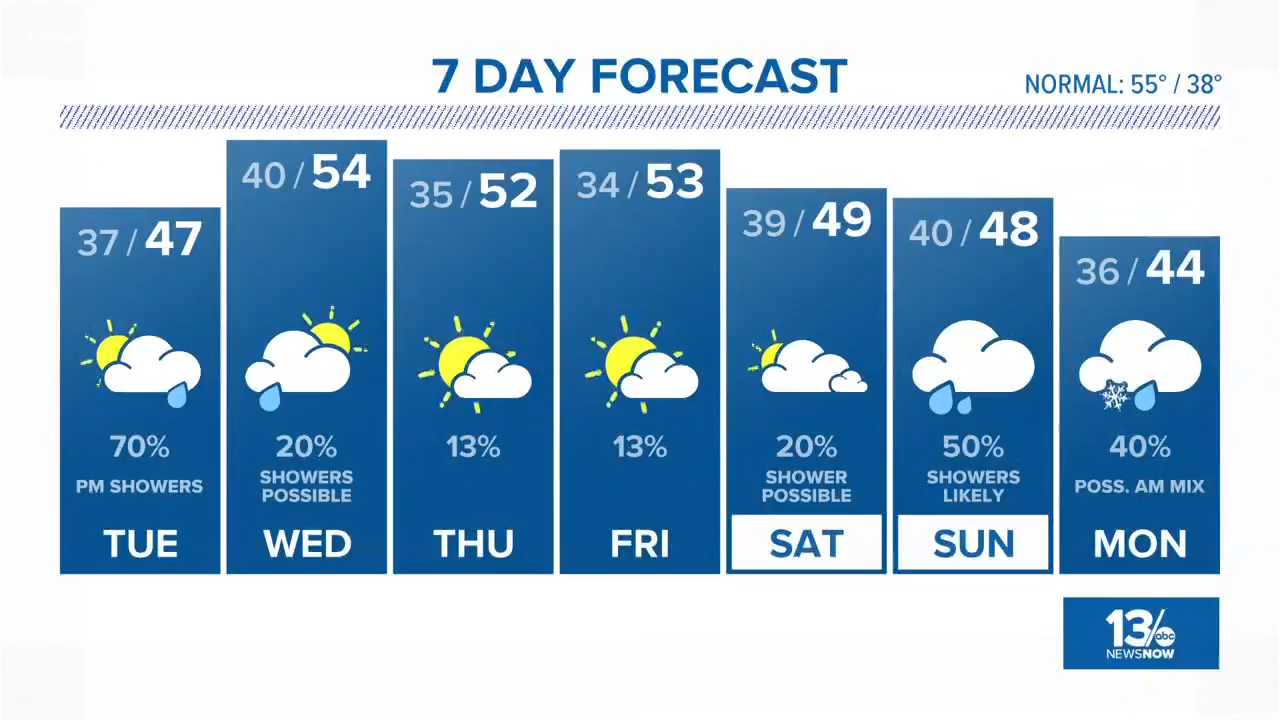 7 DAY FORECAST
NORMAL: 55° / 38°
37 / 47
70%
PM SHOWERS
TUE
40 / 54
20%
SHOWERS
POSSIBLE
WED
35 / 52
13%
THU
34 / 53
13%
FRI
39 / 49
20%
SHOWER
POSSIBLE
SAT
40 / 48
50%
SHOWERS
LIKELY
SUN
36 / 44
40%
POSS. AM MIX
MON
13 abc
NEWSNOW